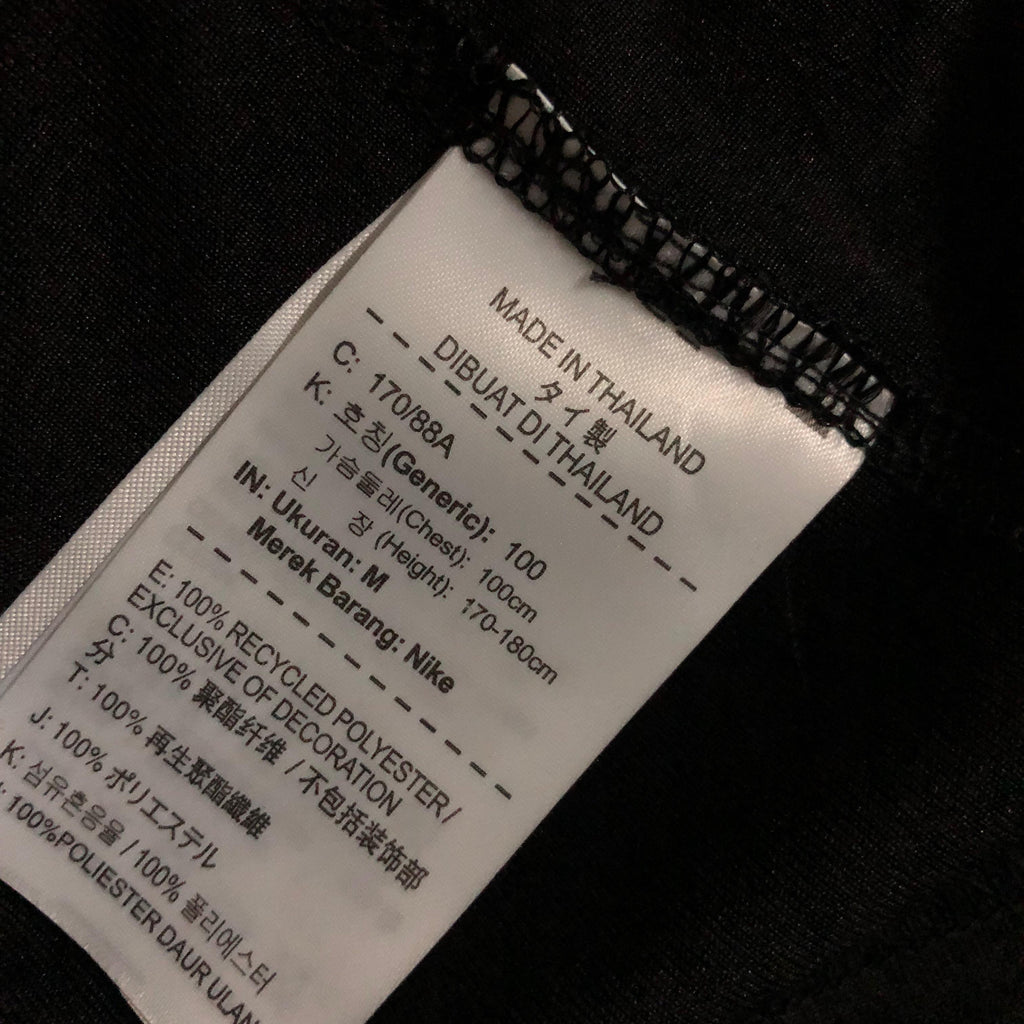 MADE IN THAILAND
タイ製
DIBUAT DI THAILAND
C: 170/88A
K: 호칭(Generic): 100
가슴둘레(Chest): 100cm
신 장 (Height): 170-180cm
IN: Ukuran: M
Merek Barang: Nike
E: 100% RECYCLED POLYESTER /
EXCLUSIVE OF DECORATION
C: 100% 聚酯纤维 / 不包括装饰部
分
T: 100% 再生聚酯纖維
J: 100% ポリエステル
K: 섬유혼용율 / 100% 폴리에스터
100%POLIESTER DAUR ULAN